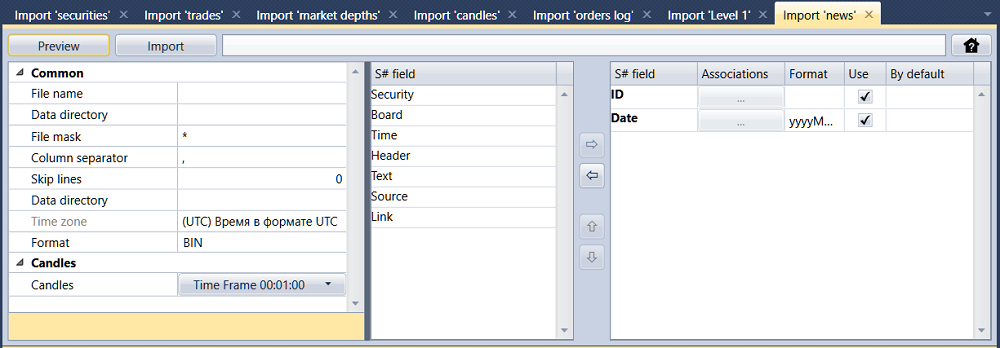 Import 'securities' Import 'trades' Import 'market depths' Import 'candles' Import 'orders log' Import 'Level 1' Import 'news'
Preview Import
Common
File name
Data directory
File mask *
Column separator ,
Skip lines 0
Data directory
Time zone (UTC) Время в формате UTC
Format BIN
Candles
Candles Time Frame 00:01:00
S# field
Security
Board
Time
Header
Text
Source
Link
S# field Associations Format Use By default
ID ...
Date ... yyyyM...